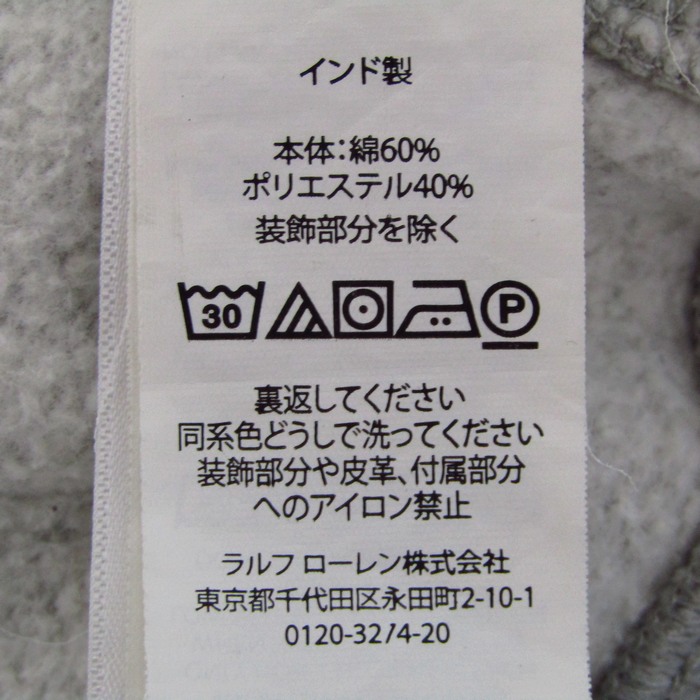 インド製
本体：綿60%
ポリエステル40%
装飾部分を除く
30 P
裏返してください
同系色どうしで洗ってください
装飾部分や皮革、付属部分
へのアイロン禁止
ラルフ ローレン株式会社
東京都千代田区永田町2-10-1
0120-3274-20